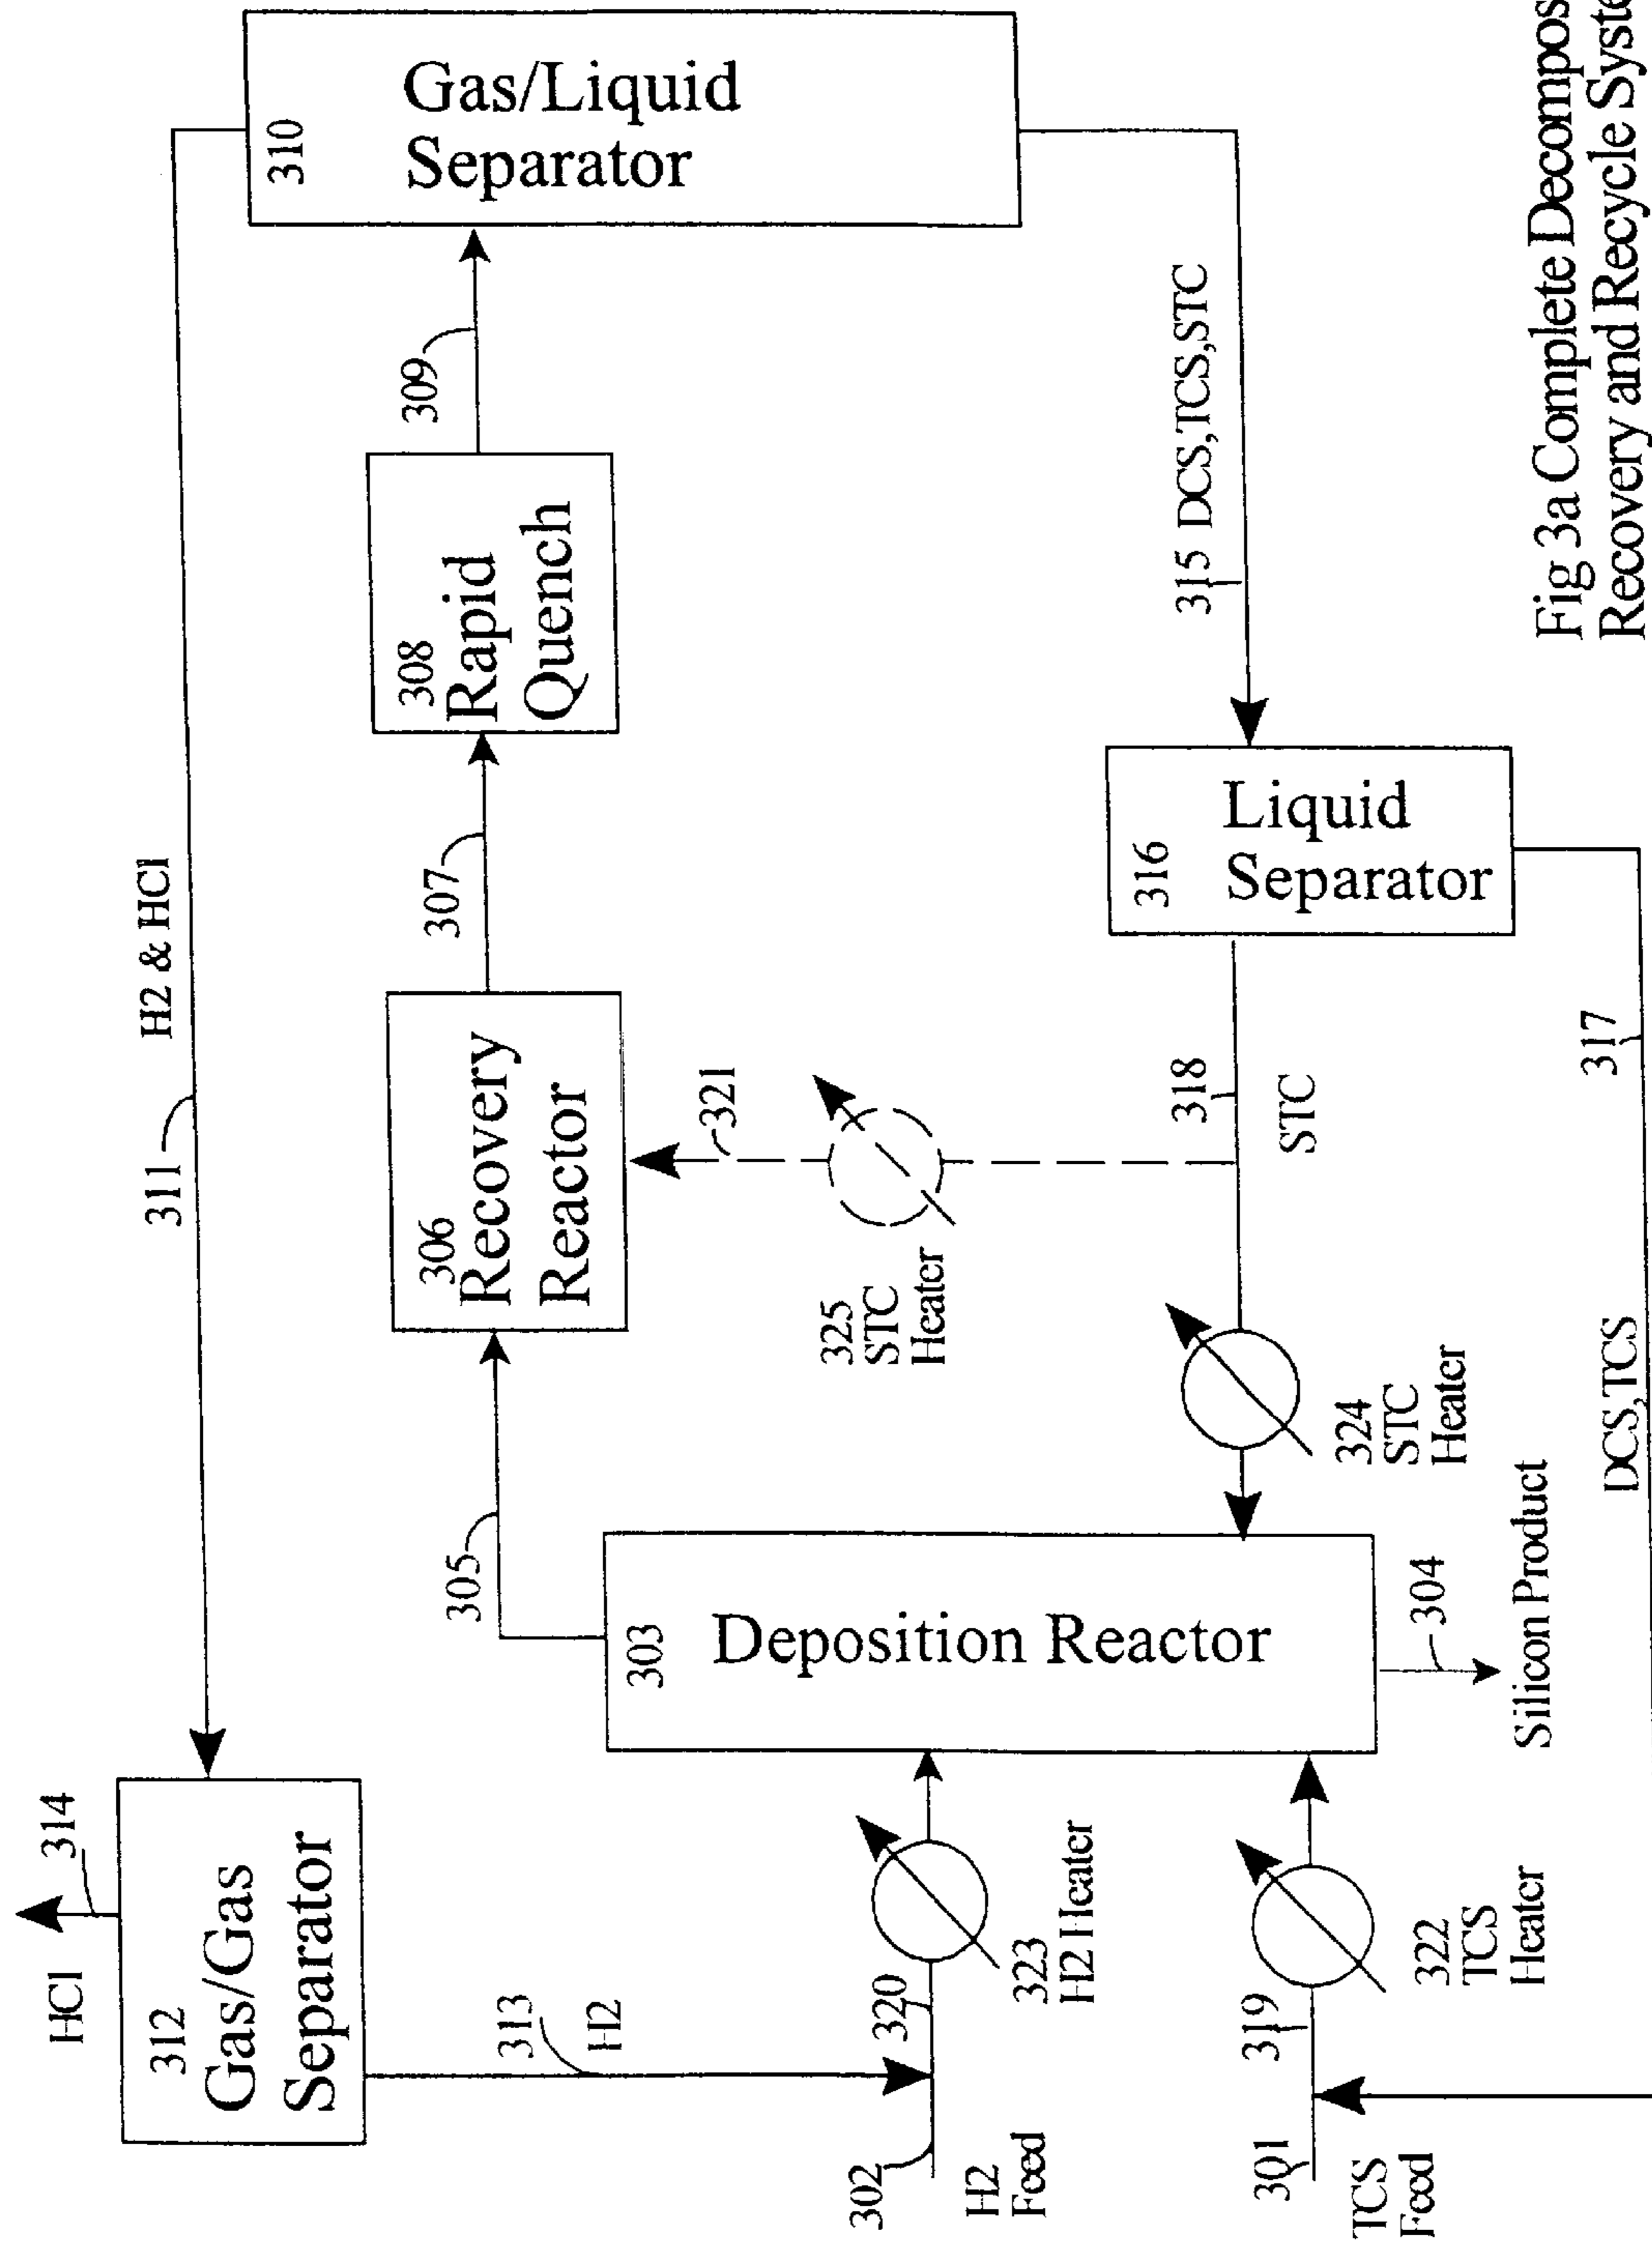 HCl
314
312
Gas/Gas
Separator
311
H2 & HCl
310
Gas/Liquid
Separator
313
H2
305
306
Recovery
Reactor
307
308
Rapid
Quench
309
302
H2
Feed
320
323
H2 Heater
303
Deposition Reactor
325
STC
Heater
321
301
TCS
Feed
319
322
TCS
Heater
304
Silicon Product
324
STC
Heater
318
STC
316
Liquid
Separator
315 DCS,TCS,STC
DCS,TCS
317
Fig 3a Complete Decompos
Recovery and Recycle Syste